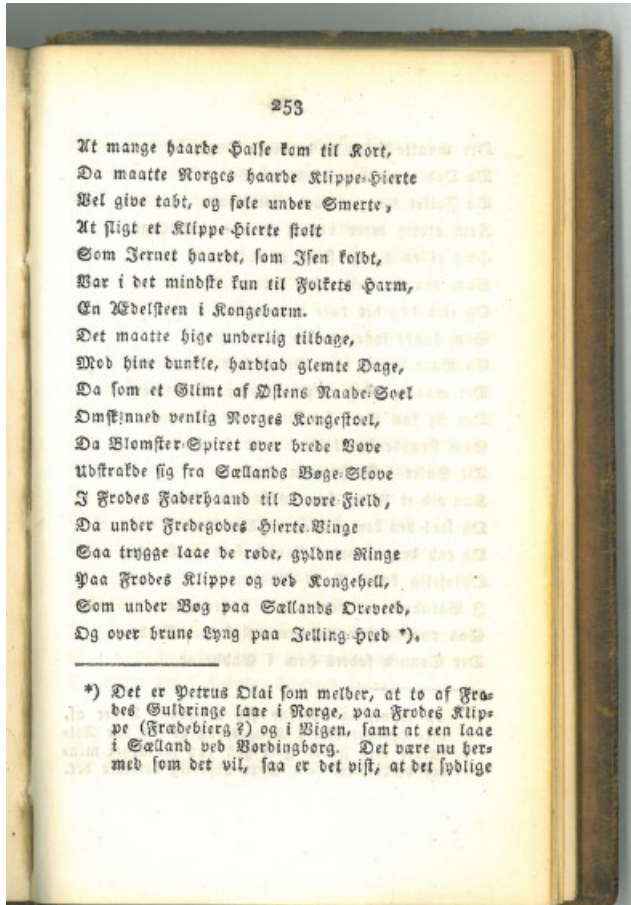 253
At mange haarde Halse kom til Kort,
Da maatte Norges haarde Klippe-Hierte
Vel give tabt, og føle under Smerte,
At sligt et Klippe-Hierte stolt
Som Jernet haardt, som Isen koldt,
Var i det mindste kun til Folkets Harm,
En Ædelsteen i Kongebarm.
Det maatte hige underlig tilbage,
Mod hine dunkle, hardtad glemte Dage,
Da som et Glimt af Østens Naade-Soel
Omskinned venlig Norges Kongestoel,
Da Blomster-Spiret over brede Vove
Udstrakde sig fra Sællands Bøge-Skove
I Frodes Faderhaand til Dovre-Field,
Da under Fredegodes Hierte-Vinge
Saa trygge laae de røde, gyldne Ringe
Paa Frodes Klippe og ved Kongehell,
Som under Bøg paa Sællands Oreveed,
Og over brune Lyng paa Jelling-Heed *).
*) Det er Petrus Olai som melder, at to af Fro=
des Guldringe laae i Norge, paa Frodes Klip=
pe (Frædebierg?) og i Vigen, samt at een laae
i Sælland ved Vordingborg. Det være nu her=
med som det vil, saa er det vist, at det sydlige